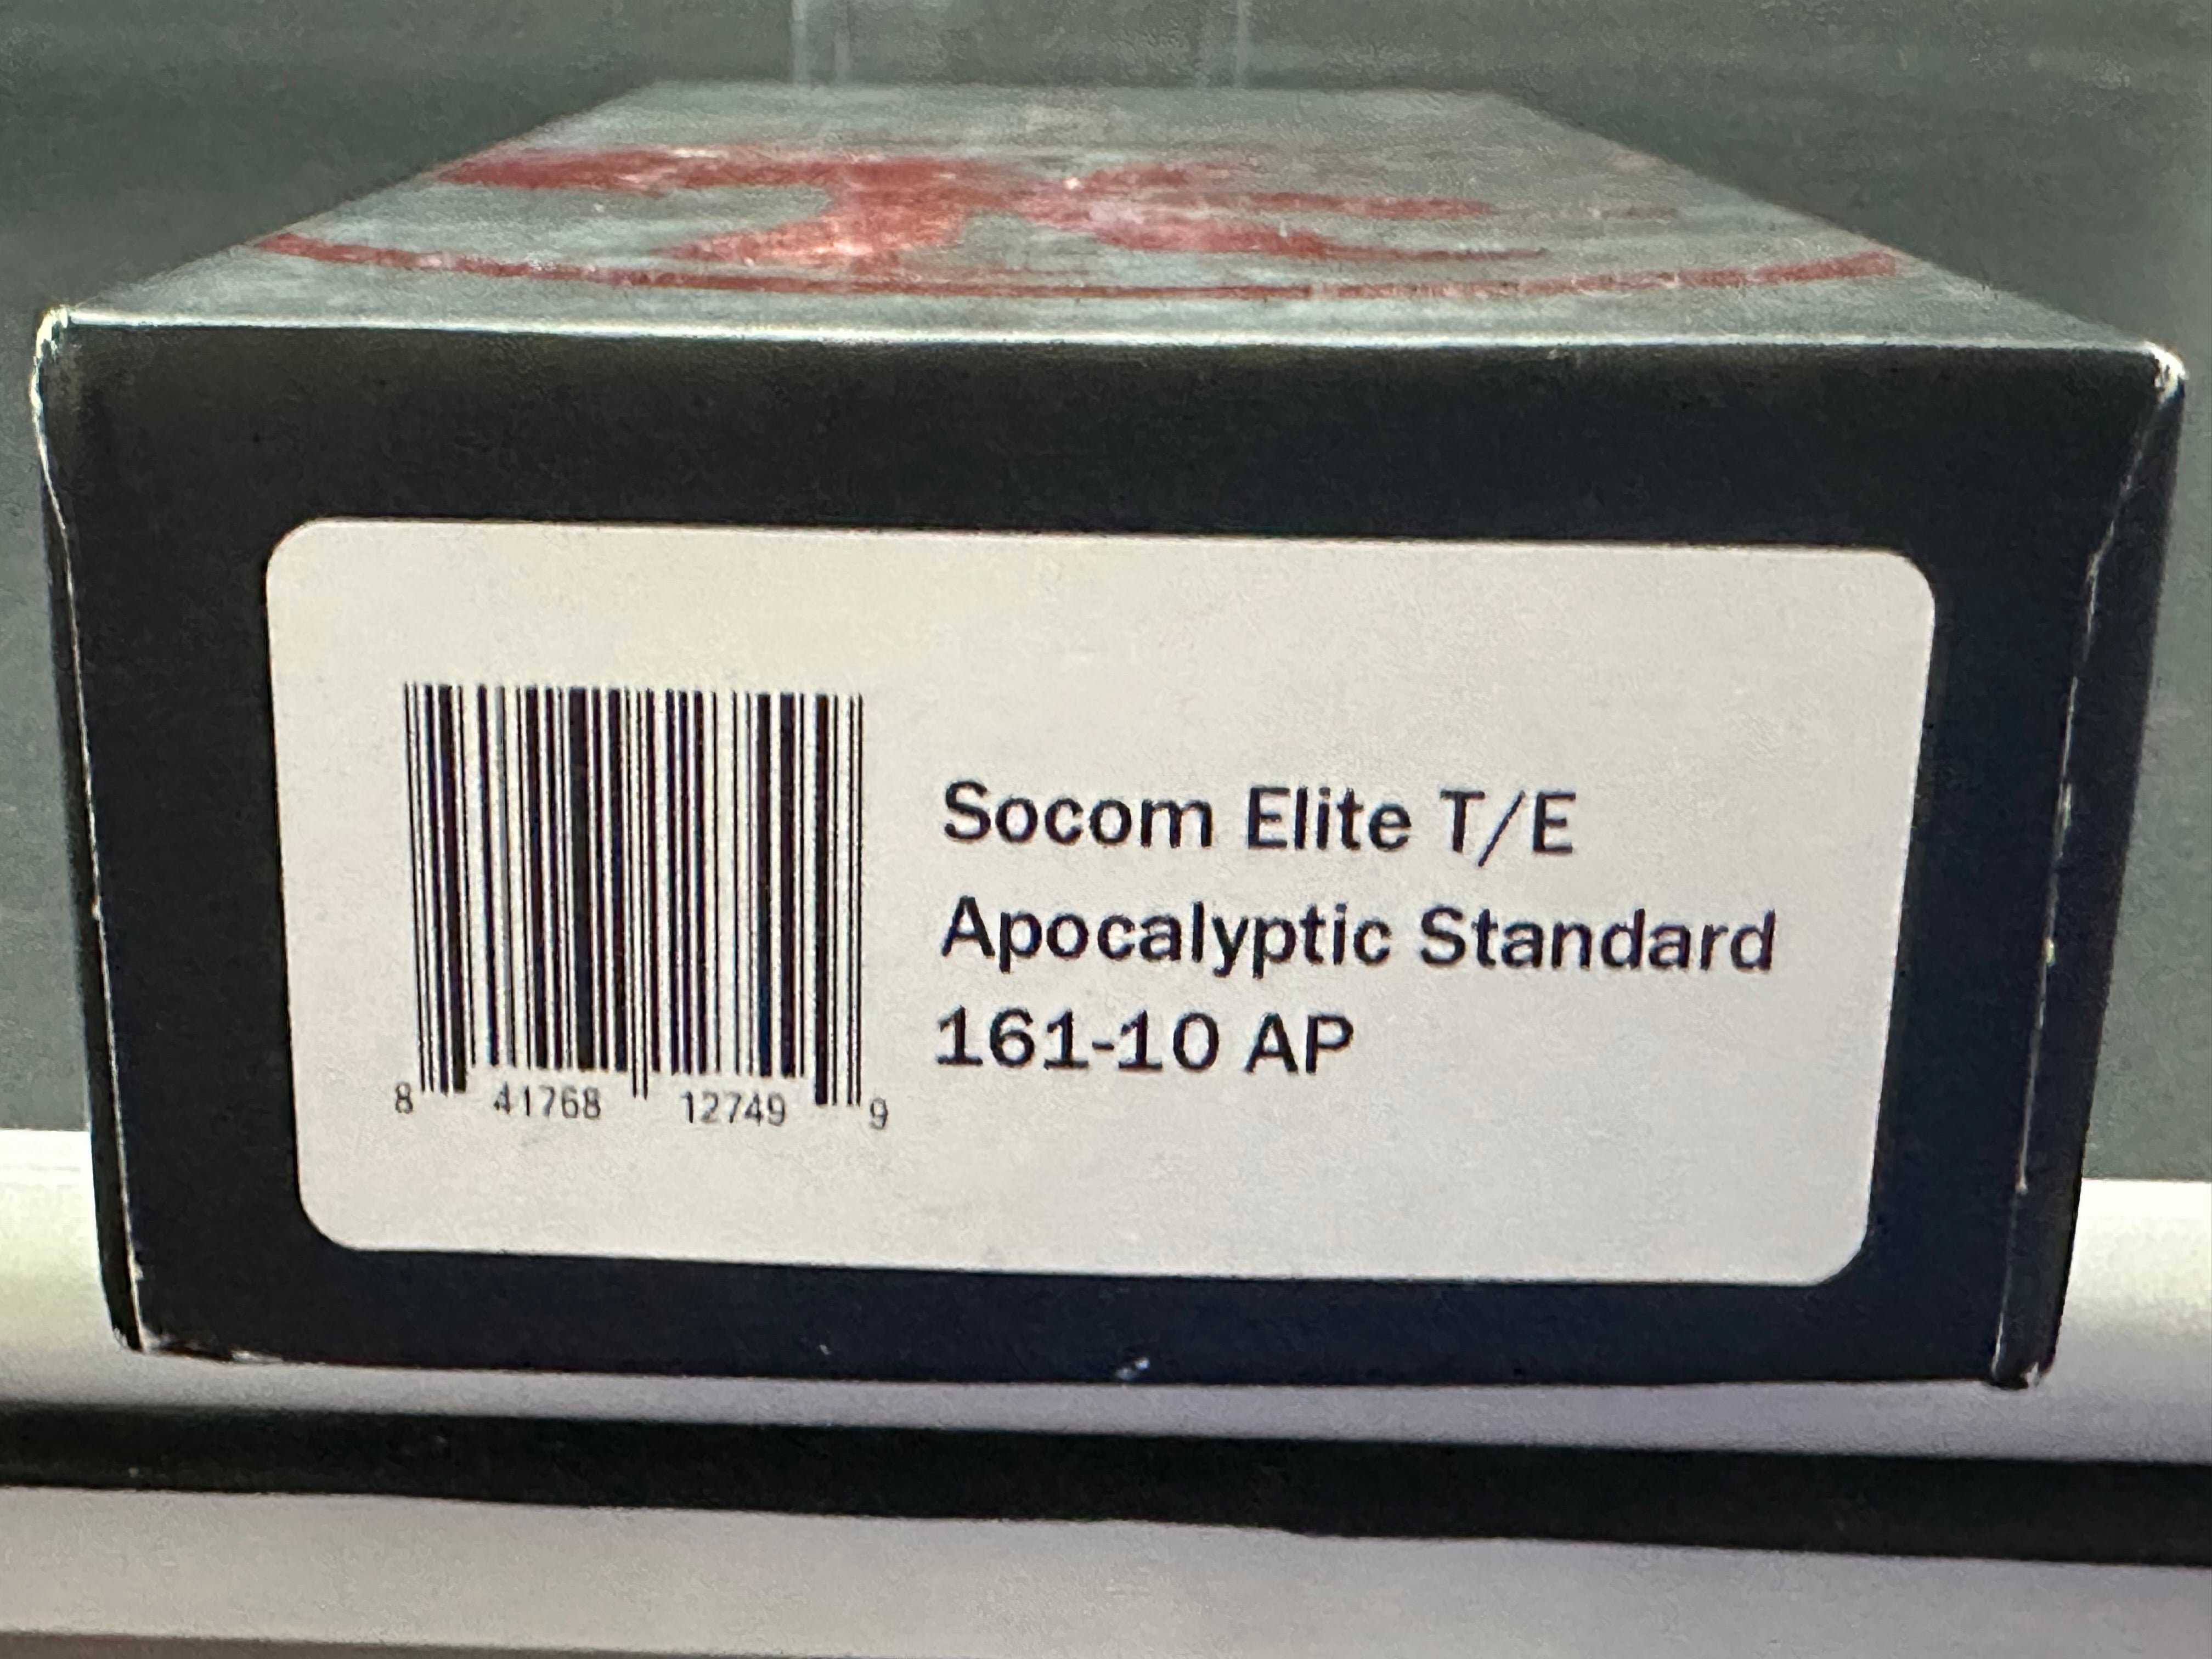 Socom Elite T/E
Apocalyptic Standard
161-10 AP
8 41768 12749 9